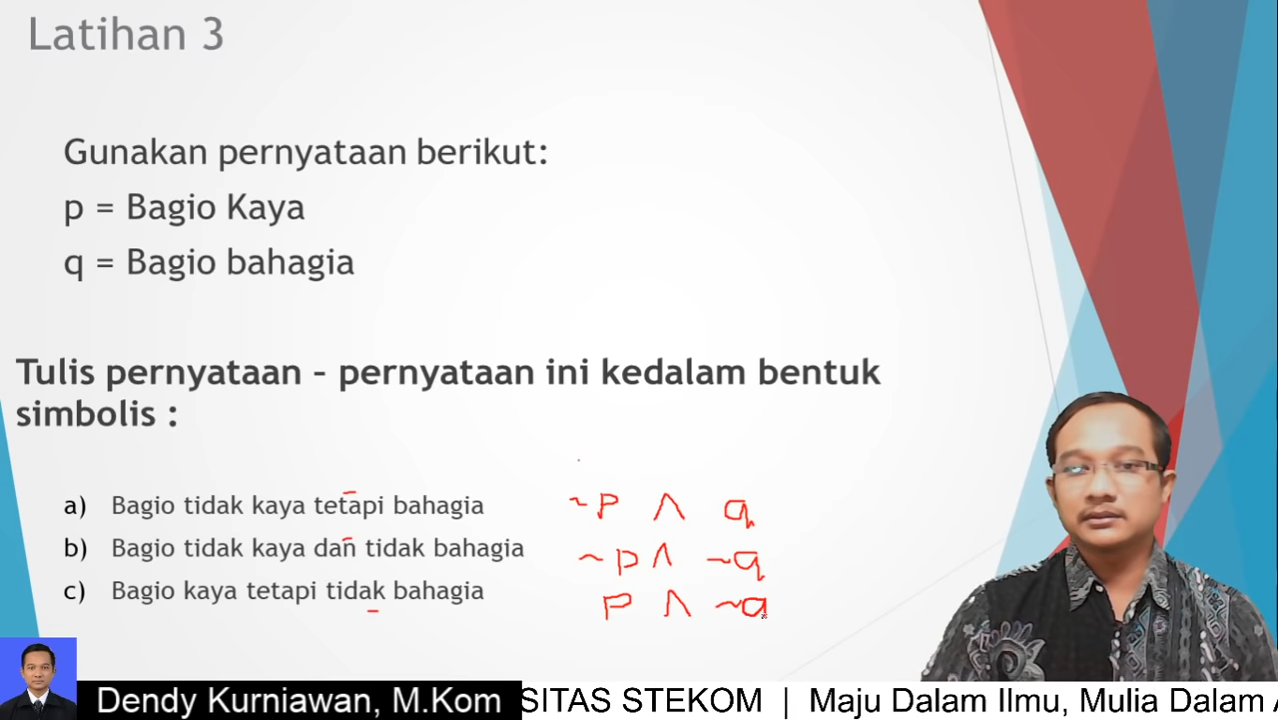 Latihan 3
Gunakan pernyataan berikut:
p = Bagio Kaya
q = Bagio bahagia
Tulis pernyataan – pernyataan ini kedalam bentuk
simbolis :
a) Bagio tidak kaya tetapi bahagia ~p ∧ q
b) Bagio tidak kaya dan tidak bahagia ~p ∧ ~q
c) Bagio kaya tetapi tidak bahagia p ∧ ~q
Dendy Kurniawan, M.Kom SITAS STEKOM | Maju Dalam Ilmu, Mulia Dalam